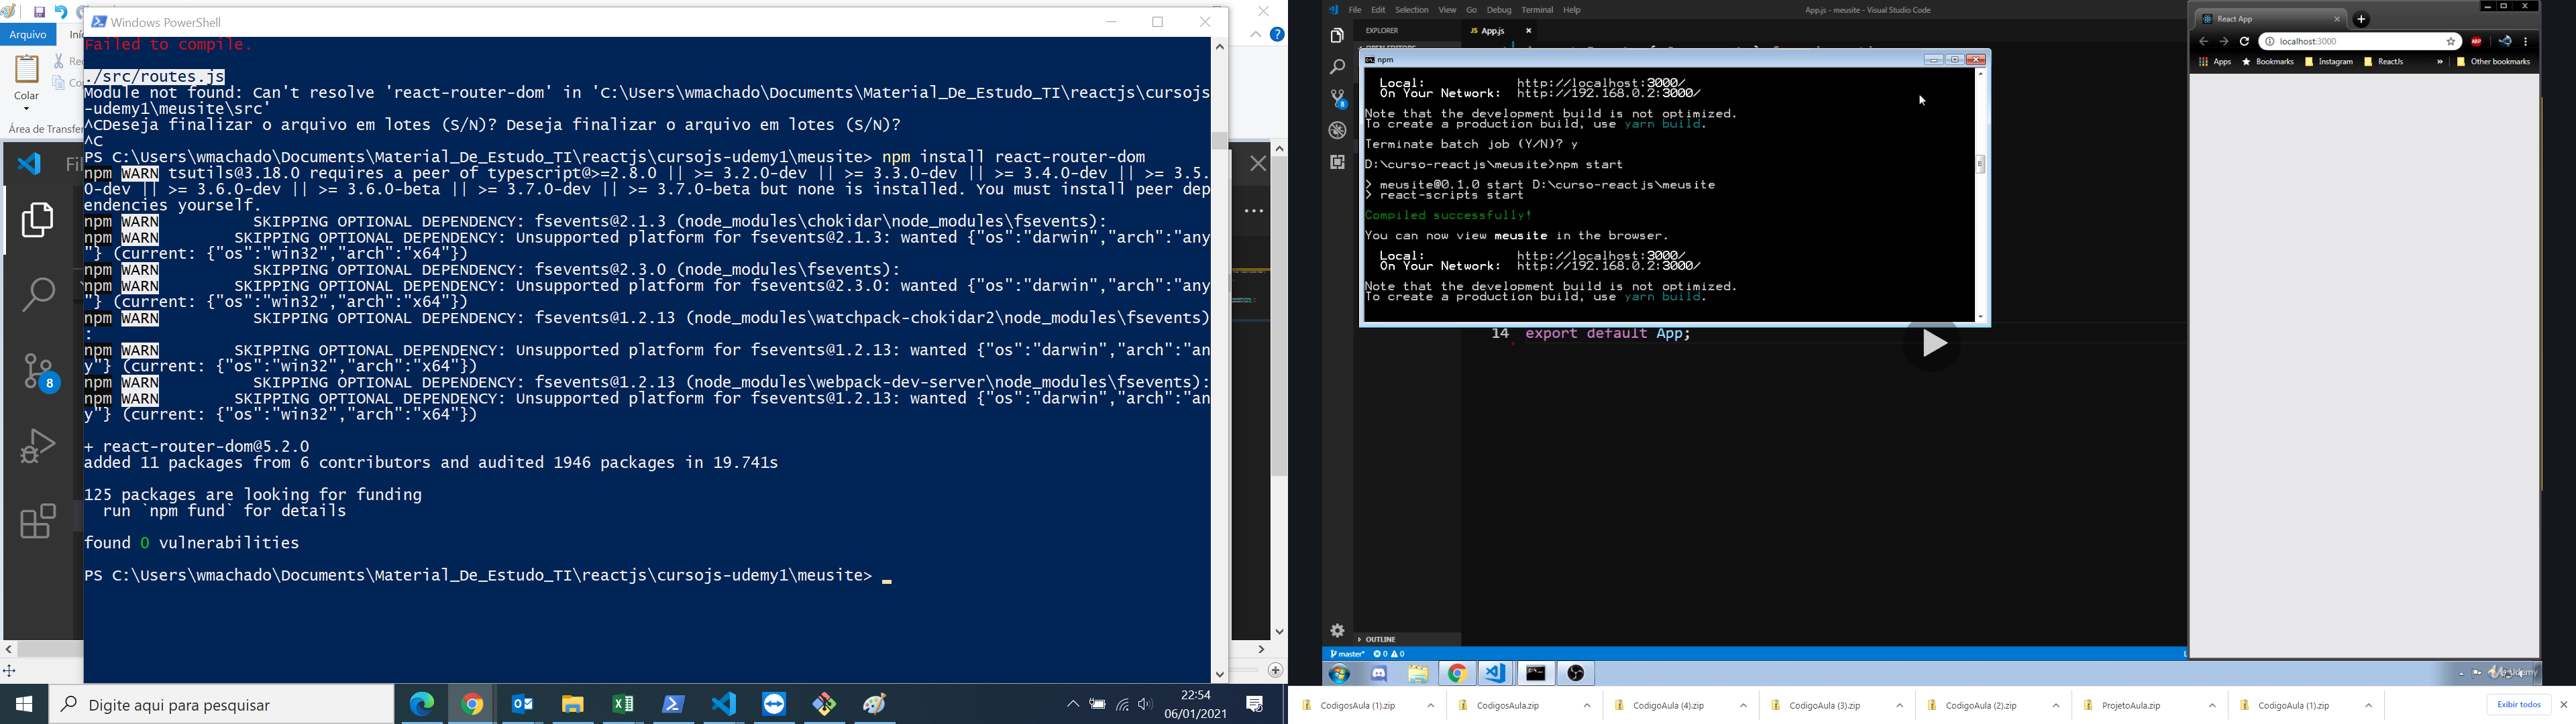 Windows PowerShell
Arquivo
Iníc
Colar
Rec
Co
Área de Transfer
Fil
8
Failed to compile.
./src/routes.js
Module not found: Can't resolve 'react-router-dom' in 'C:\Users\wmachado\Documents\Material_De_Estudo_TI\reactjs\cursojs
-udemy1\meusite\src'
^CDeseja finalizar o arquivo em lotes (S/N)? Deseja finalizar o arquivo em lotes (S/N)?
^C
PS C:\Users\wmachado\Documents\Material_De_Estudo_TI\reactjs\cursojs-udemy1\meusite> npm install react-router-dom
npm WARN tsutils@3.18.0 requires a peer of typescript@>=2.8.0 || >= 3.2.0-dev || >= 3.3.0-dev || >= 3.4.0-dev || >= 3.5.
0-dev || >= 3.6.0-dev || >= 3.6.0-beta || >= 3.7.0-dev || >= 3.7.0-beta but none is installed. You must install peer dep
endencies yourself.
npm WARN SKIPPING OPTIONAL DEPENDENCY: fsevents@2.1.3 (node_modules\chokidar\node_modules\fsevents):
npm WARN SKIPPING OPTIONAL DEPENDENCY: Unsupported platform for fsevents@2.1.3: wanted {"os":"darwin","arch":"any
"} (current: {"os":"win32","arch":"x64"})
npm WARN SKIPPING OPTIONAL DEPENDENCY: fsevents@2.3.0 (node_modules\fsevents):
npm WARN SKIPPING OPTIONAL DEPENDENCY: Unsupported platform for fsevents@2.3.0: wanted {"os":"darwin","arch":"any
"} (current: {"os":"win32","arch":"x64"})
npm WARN SKIPPING OPTIONAL DEPENDENCY: fsevents@1.2.13 (node_modules\watchpack-chokidar2\node_modules\fsevents)
:
npm WARN SKIPPING OPTIONAL DEPENDENCY: Unsupported platform for fsevents@1.2.13: wanted {"os":"darwin","arch":"an
y"} (current: {"os":"win32","arch":"x64"})
npm WARN SKIPPING OPTIONAL DEPENDENCY: fsevents@1.2.13 (node_modules\webpack-dev-server\node_modules\fsevents):
npm WARN SKIPPING OPTIONAL DEPENDENCY: Unsupported platform for fsevents@1.2.13: wanted {"os":"darwin","arch":"an
y"} (current: {"os":"win32","arch":"x64"})
+ react-router-dom@5.2.0
added 11 packages from 6 contributors and audited 1946 packages in 19.741s
125 packages are looking for funding
run `npm fund` for details
found 0 vulnerabilities
PS C:\Users\wmachado\Documents\Material_De_Estudo_TI\reactjs\cursojs-udemy1\meusite>
Digite aqui para pesquisar
22:54
06/01/2021
File Edit Selection View Go Debug Terminal Help
App.js - meusite - Visual Studio Code
EXPLORER
JS App.js
npm
Local: http://localhost:3000/
On Your Network: http://192.168.0.2:3000/
Note that the development build is not optimized.
To create a production build, use yarn build.
Terminate batch job (Y/N)? y
D:\curso-reactjs\meusite>npm start
> meusite@0.1.0 start D:\curso-reactjs\meusite
> react-scripts start
Compiled successfully!
You can now view meusite in the browser.
Local: http://localhost:3000/
On Your Network: http://192.168.0.2:3000/
Note that the development build is not optimized.
To create a production build, use yarn build.
14 export default App;
OUTLINE
master* 0 0
React App
localhost:3000
ABP
Apps Bookmarks Instagram ReactJs » Other bookmarks
Udemy
CodigosAula (1).zip
CodigosAula.zip
CodigoAula (4).zip
CodigoAula (3).zip
CodigoAula (2).zip
ProjetoAula.zip
CodigoAula (1).zip
Exibir todos